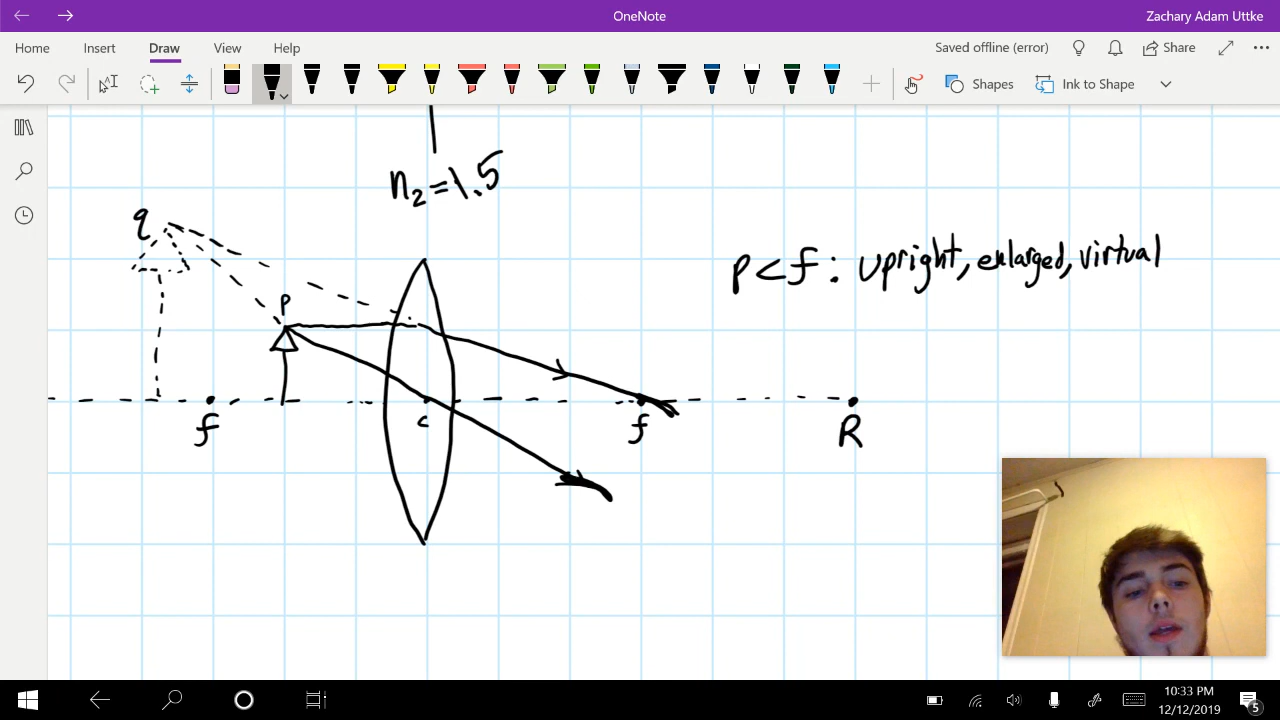 OneNote
Zachary Adam Uttke
Home Insert Draw View Help
Saved offline (error)
Share
Shapes
Ink to Shape
n₂=1.5
q
p<f: upright, enlarged, virtual
P
f
c
f
R
10:33 PM
12/12/2019
5